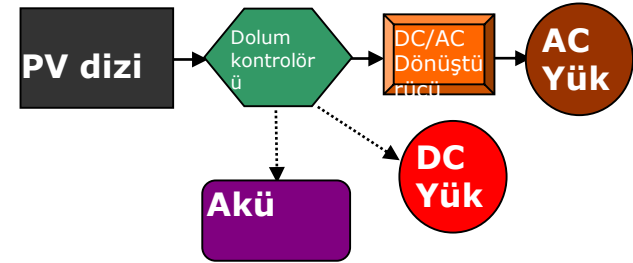 PV dizi
Dolum
kontrolör
ü
DC/AC
Dönüştü
rücü
AC
Yük
DC
Yük
Akü